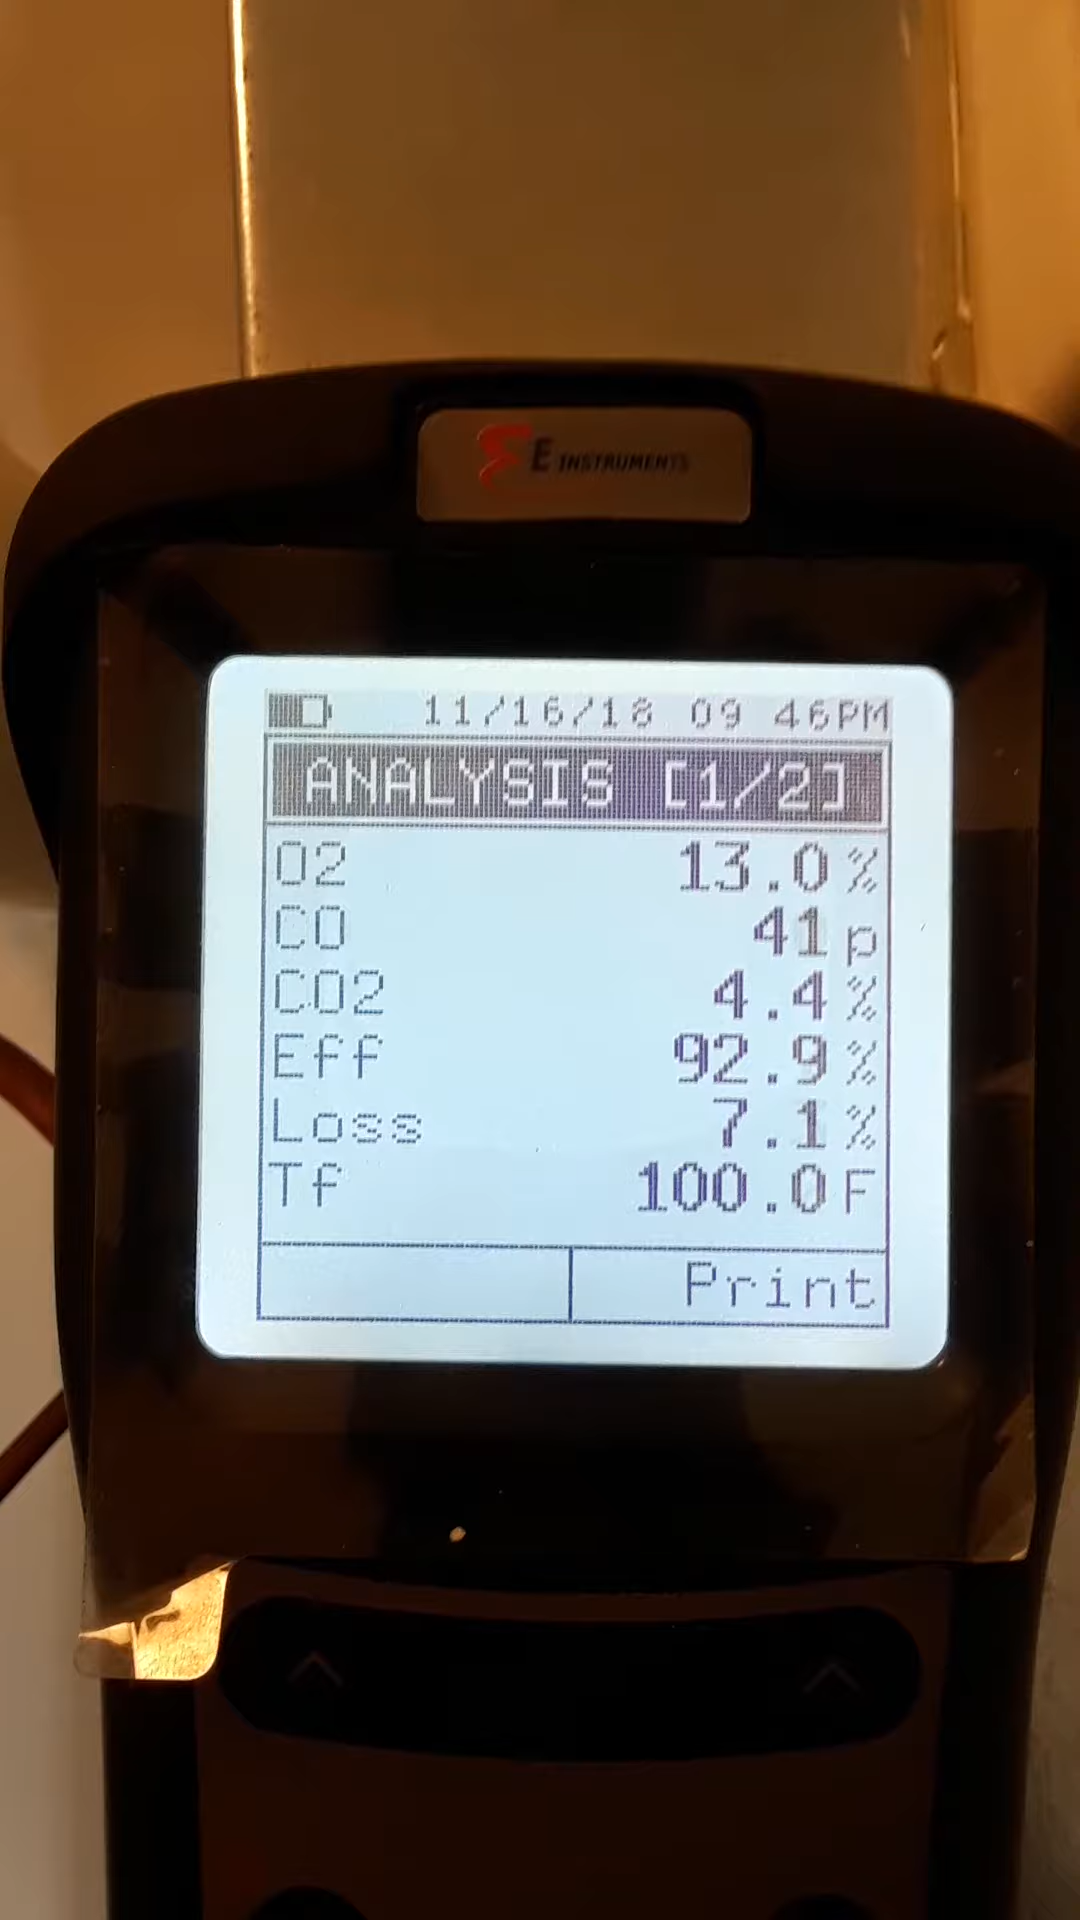 E INSTRUMENTS
11/16/18 09 46PM
ANALYSIS [1/2]
O2 13.0 %
CO 41 p
CO2 4.4 %
Eff 92.9 %
Loss 7.1 %
Tf 100.0 F
Print